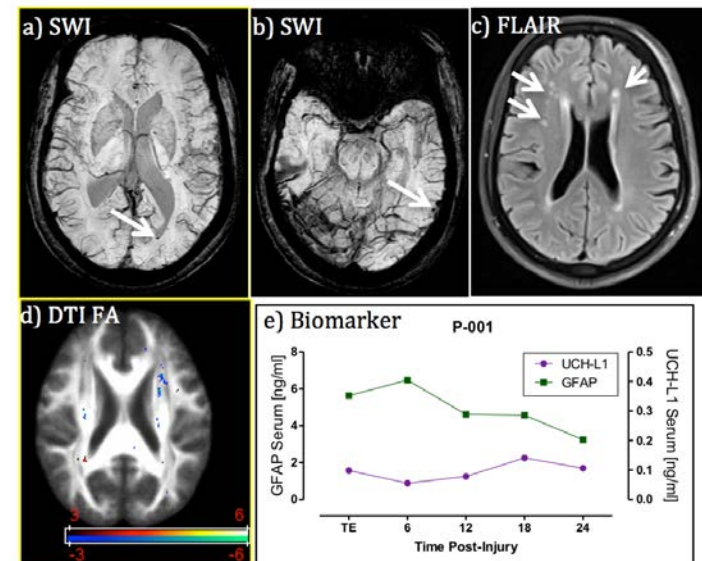 a) SWI
b) SWI
c) FLAIR
d) DTI FA
3 6
-3 -6
e) Biomarker
P-001
UCH-L1
GFAP
GFAP Serum [ng/ml]
8
6
4
2
0
UCH-L1 Serum [ng/ml]
0.5
0.4
0.3
0.2
0.1
0.0
TE 6 12 18 24
Time Post-Injury